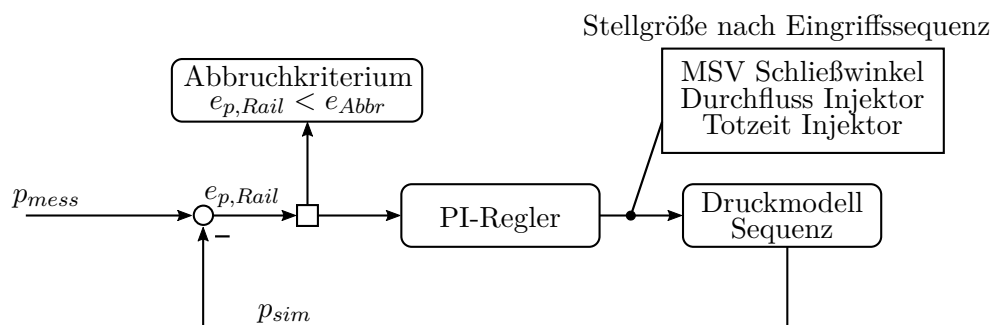 Stellgröße nach Eingriffssequenz
Abbruchkriterium
e_{p,Rail} < e_{Abbr}
MSV Schließwinkel
Durchfluss Injektor
Totzeit Injektor
p_{mess}
e_{p,Rail}
PI-Regler
Druckmodell
Sequenz
−
p_{sim}